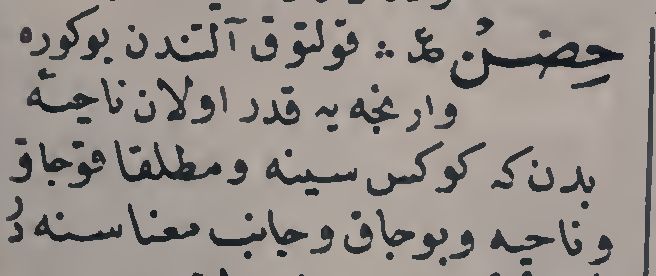 حِضْنٌ ع ⁘ قولتوق آلتندن بوكوره
وارنجه يه قدر اولان ناحيهٔ
بدن كه كوكس سينه و مطلقا قوجاق
و ناحيه و بوجاق و جانب معناسنه در